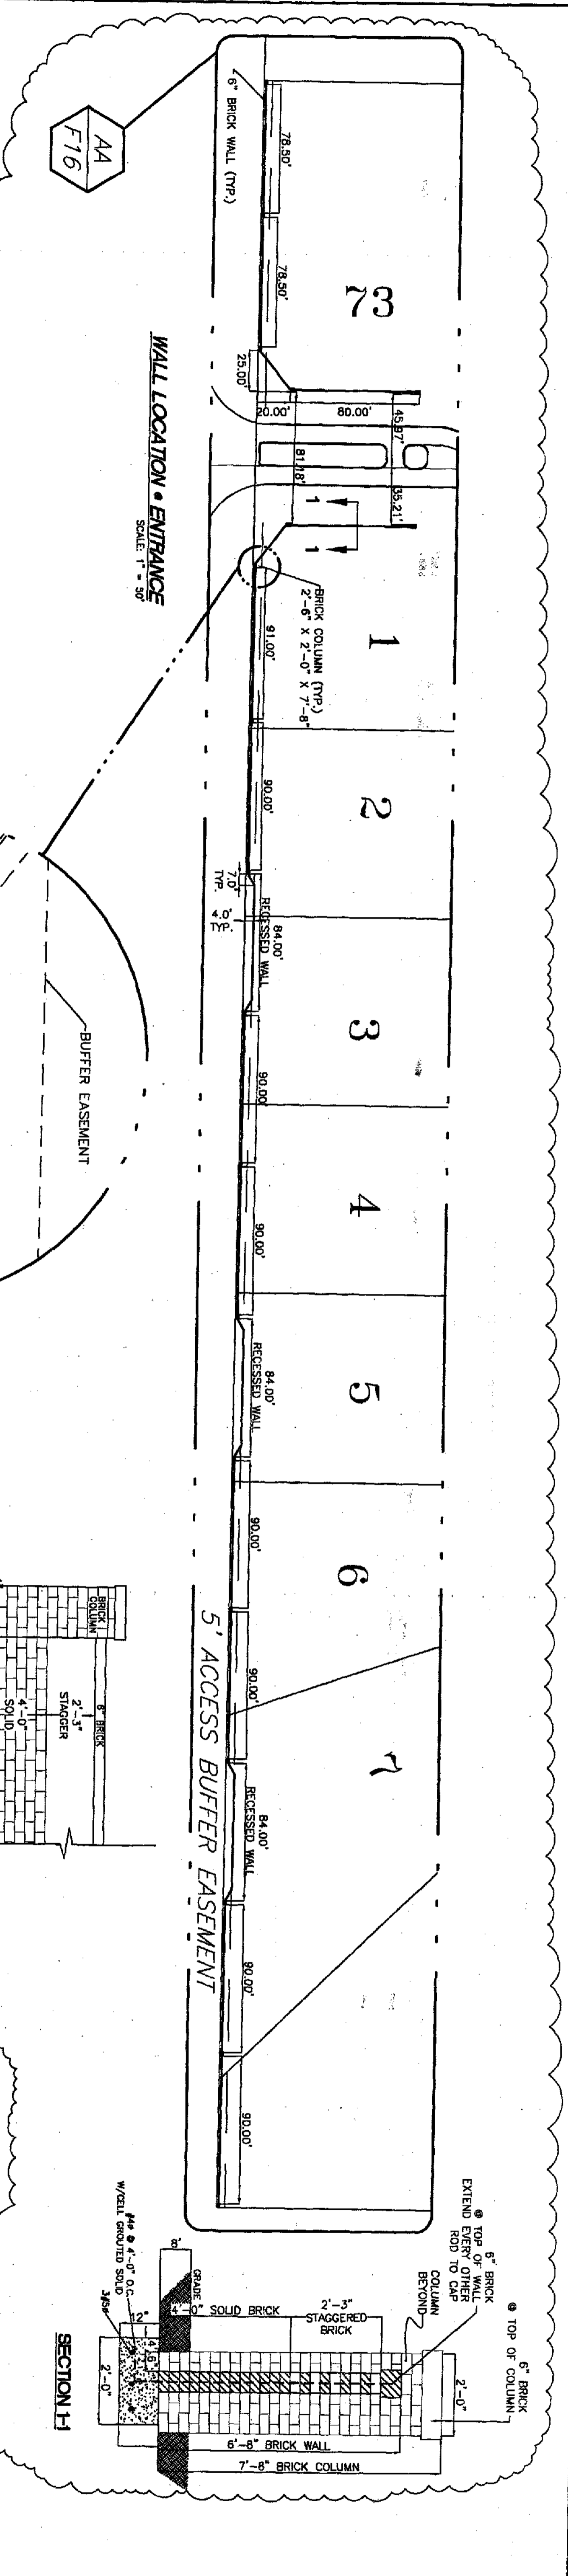 AA
F16
6" BRICK WALL (TYP.)
78.50'
78.50'
73
25.00'
20.00'
80.00'
45.97'
81.18'
35.21'
1
1
WALL LOCATION @ ENTRANCE
SCALE: 1" = 50'
BRICK COLUMN (TYP.)
2'-6" X 2'-0" X 7'-8"
91.00'
1
90.00'
2
7.0'
TYP.
4.0'
TYP.
84.00'
RECESSED WALL
90.00'
3
90.00'
4
84.00'
RECESSED WALL
5
90.00'
6
90.00'
7
84.00'
RECESSED WALL
90.00'
90.00'
BUFFER EASEMENT
5' ACCESS BUFFER EASEMENT
BRICK
COLUMN
6" BRICK
2'-3"
STAGGER
4'-0"
SOLID
6" BRICK
@ TOP OF COLUMN
6" BRICK
@ TOP OF WALL
EXTEND EVERY OTHER
ROD TO CAP
COLUMN
BEYOND
2'-0"
2'-3"
STAGGERED
BRICK
4'-0" SOLID BRICK
GRADE
8'
12"
#4@ 4'-0" O.C.
W/CELL GROUTED SOLID
2'-0"
6'-8" BRICK WALL
7'-8" BRICK COLUMN
SECTION 1-1